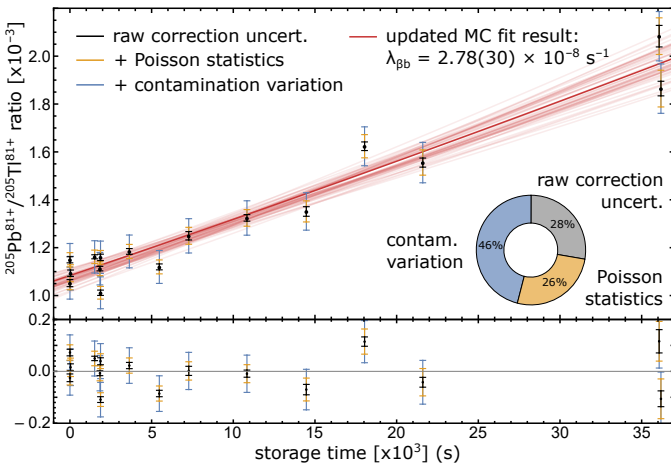 ²⁰⁵Pb⁸¹⁺/²⁰⁵Tl⁸¹⁺ ratio [x10⁻³]
2.0
1.8
1.6
1.4
1.2
1.0
0.2
0.0
−0.2
raw correction uncert.
+ Poisson statistics
+ contamination variation
updated MC fit result:
λβb = 2.78(30) × 10⁻⁸ s⁻¹
raw correction
uncert.
28%
contam.
variation
46%
26%
Poisson
statistics
0 5 10 15 20 25 30 35
storage time [x10³] (s)